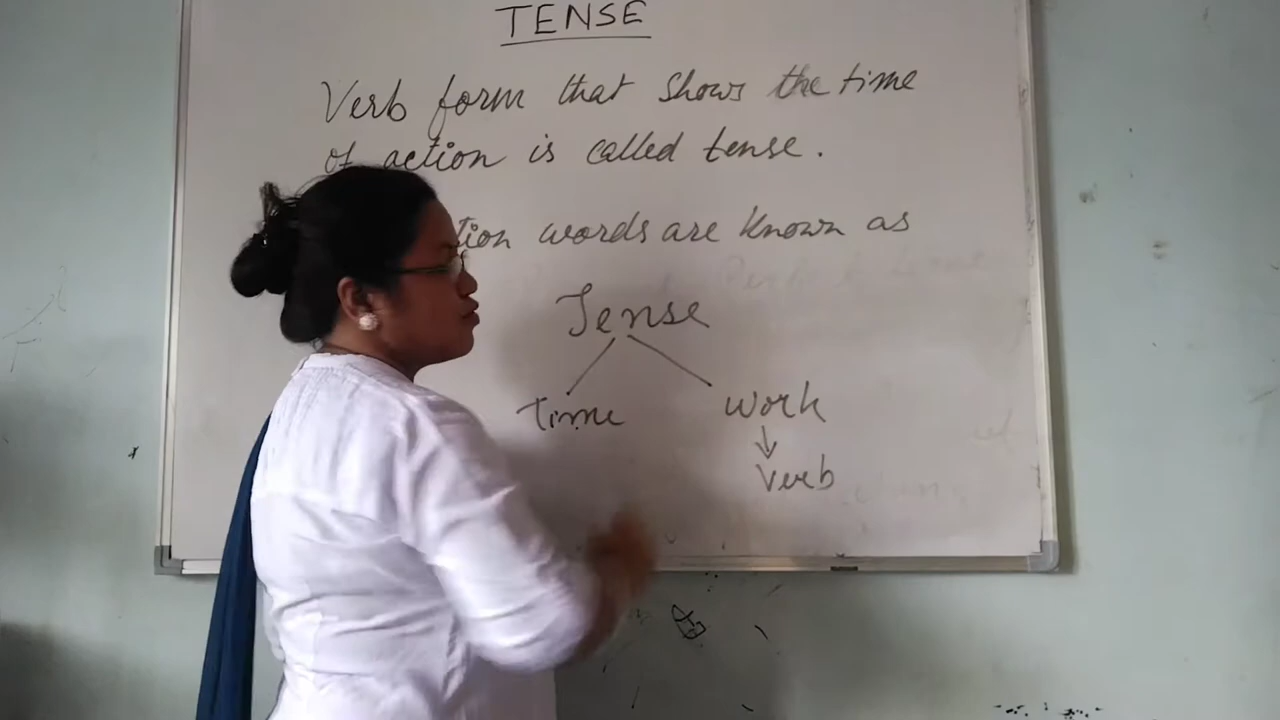 TENSE
Verb form that shows the time
of action is called tense.
words are known as
Tense
Time Work
Verb